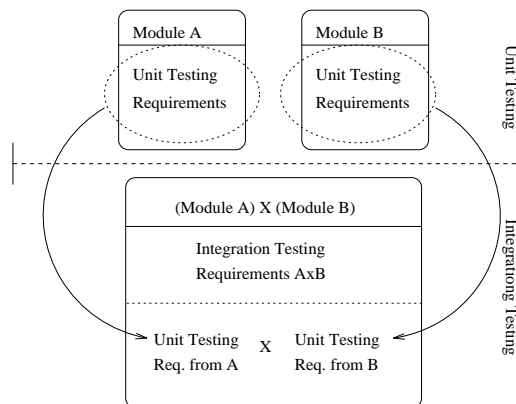 Module A
Unit Testing
Requirements
Module B
Unit Testing
Requirements
Unit Testing
(Module A) X (Module B)
Integration Testing
Requirements AxB
Unit Testing
Req. from A
X
Unit Testing
Req. from B
Integrationg Testing